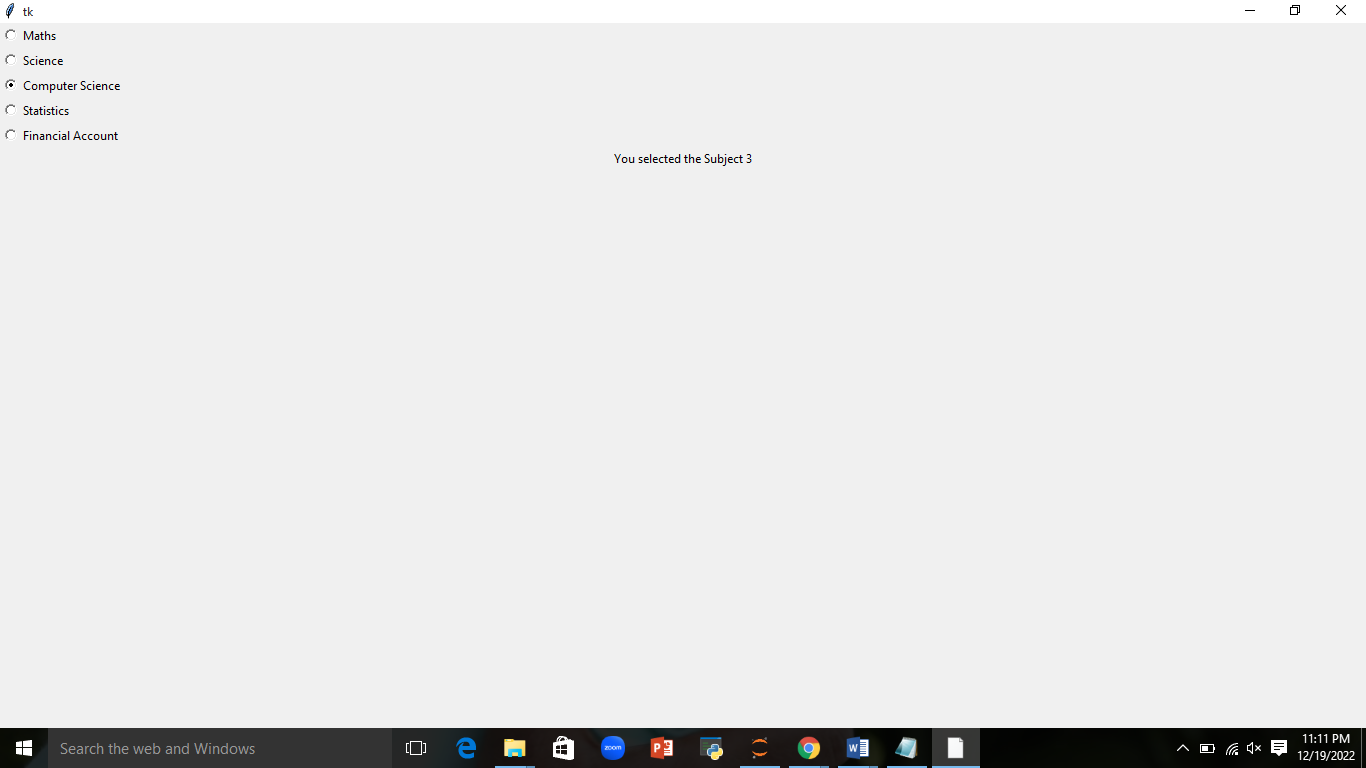 tk
Maths
Science
Computer Science
Statistics
Financial Account
You selected the Subject 3
Search the web and Windows
zoom
11:11 PM
12/19/2022